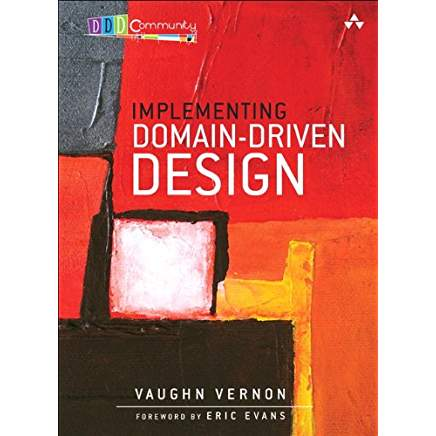 DDD Community
IMPLEMENTING
DOMAIN-DRIVEN
DESIGN
VAUGHN VERNON
FOREWORD BY ERIC EVANS